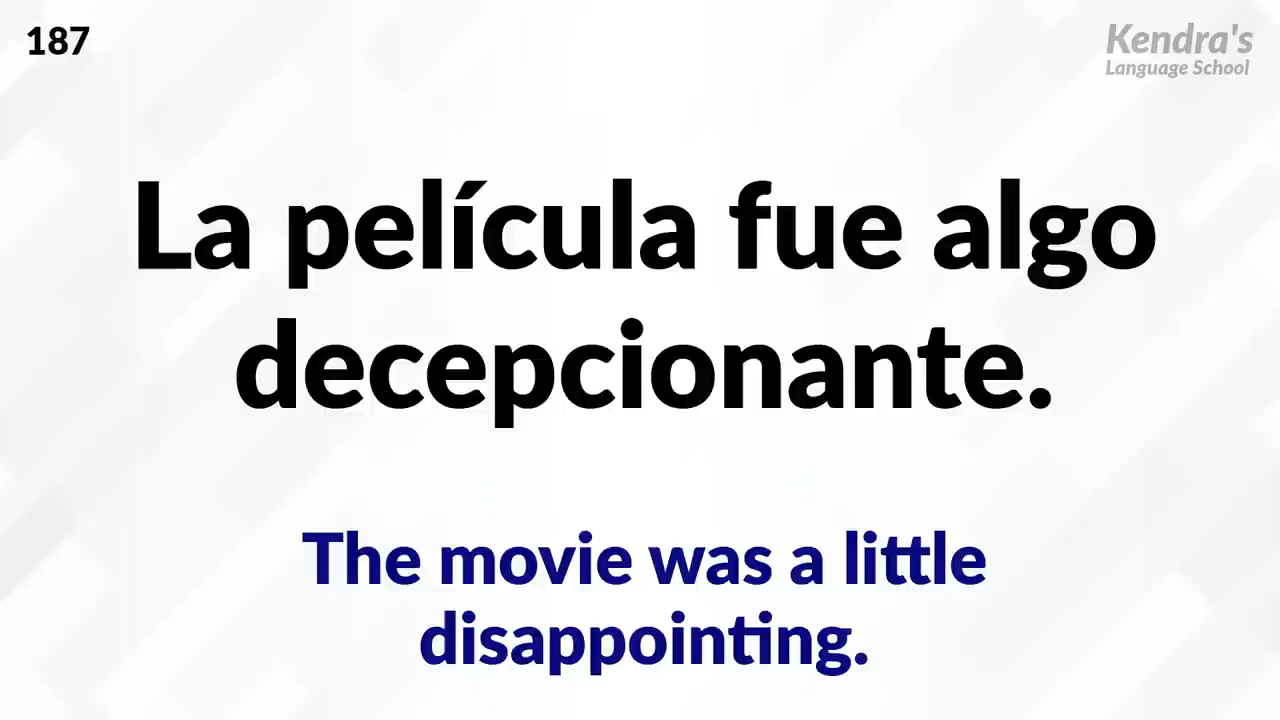 187
Kendra's
Language School
La película fue algo
decepcionante.
The movie was a little
disappointing.